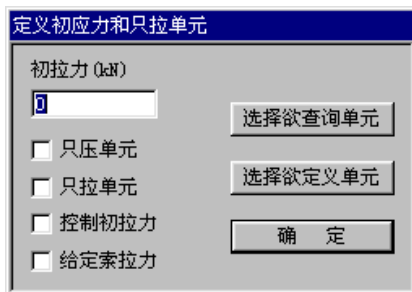 定义初应力和只拉单元
初拉力(kN)
0
选择欲查询单元
只压单元
只拉单元
选择欲定义单元
控制初拉力
确 定
给定索拉力